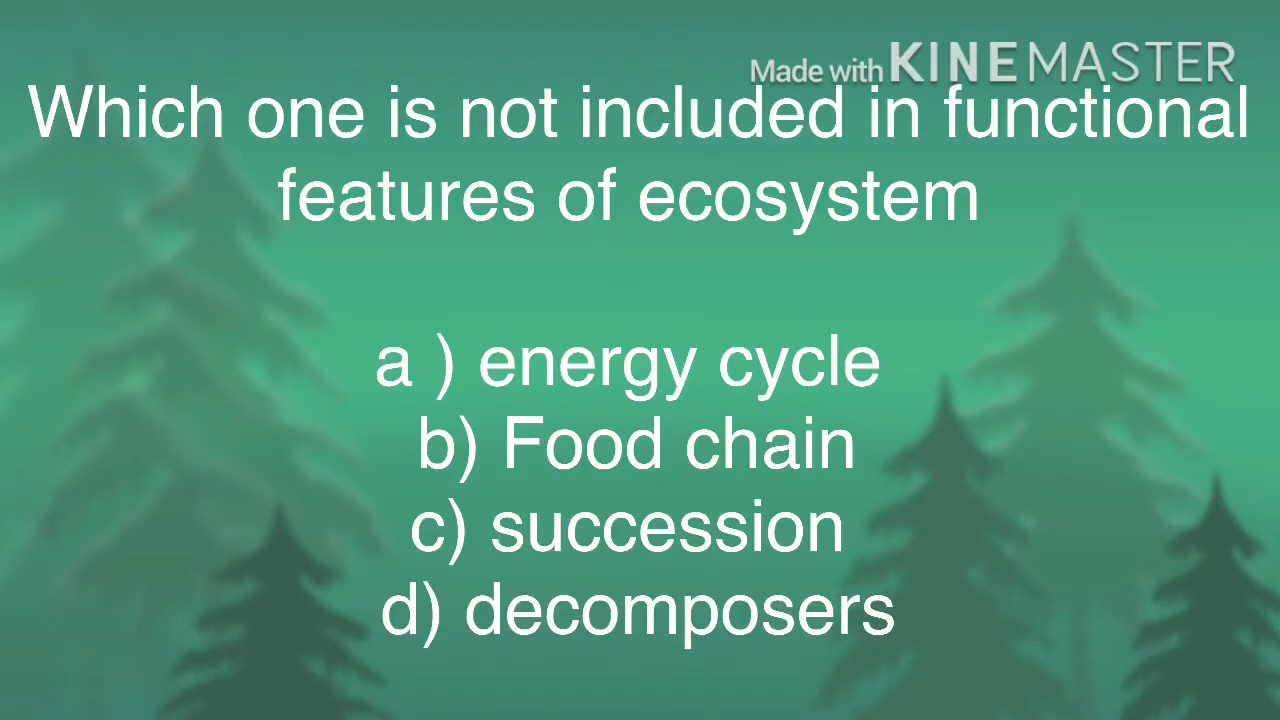 Made with KINEMASTER
Which one is not included in functional
features of ecosystem
a ) energy cycle
b) Food chain
c) succession
d) decomposers